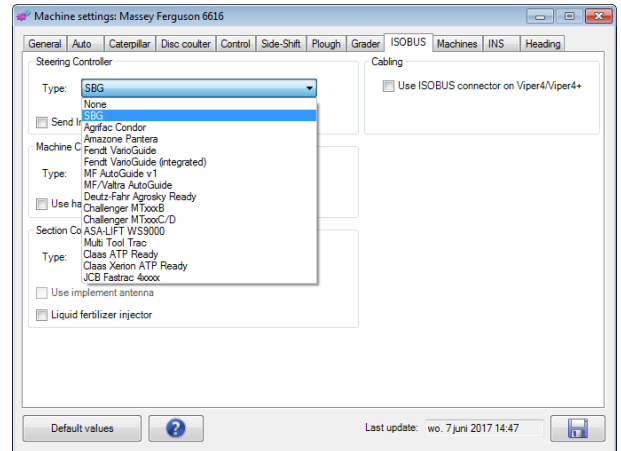 Machine settings: Massey Ferguson 6616
General Auto Caterpillar Disc coulter Control Side-Shift Plough Grader ISOBUS Machines INS Heading
Steering Controller
Cabling
Type: SBG
Use ISOBUS connector on Viper4/Viper4+
None
SBG
Send I
Agrifac Condor
Amazone Pantera
Machine C
Fendt VarioGuide
Fendt VarioGuide (integrated)
Type: MF AutoGuide v1
MF/Valtra AutoGuide
Deutz-Fahr Agrosky Ready
Use ha
Challenger MTxxxB
Challenger MTxxxC/D
Section Co
ASA-LIFT WS9000
Multi Tool Trac
Type: Claas ATP Ready
Claas Xerion ATP Ready
JCB Fastrac 4xxxx
Use implement antenna
Liquid fertilizer injector
Default values ? Last update: wo. 7 juni 2017 14:47